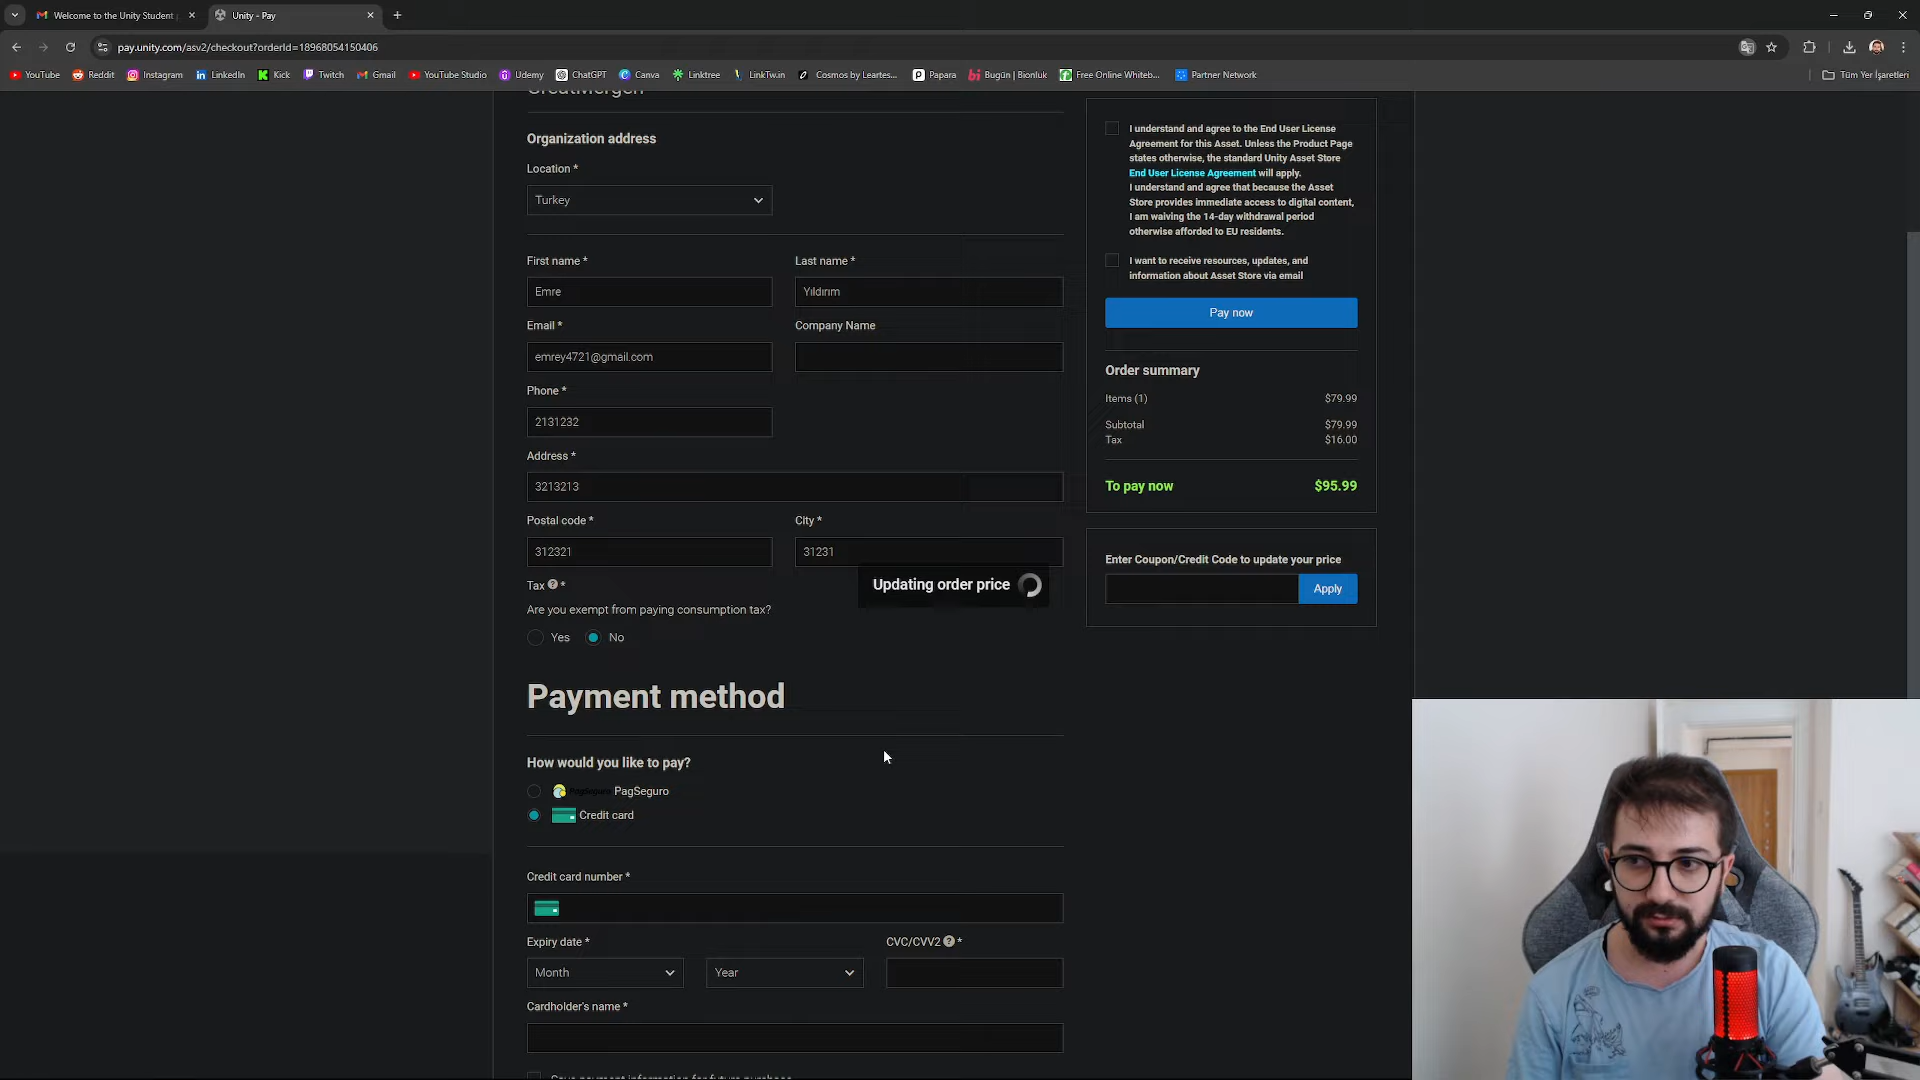 Welcome to the Unity Student
Unity - Pay
pay.unity.com/asv2/checkout?orderId=18968054150406
YouTube
Reddit
Instagram
LinkedIn
Kick
Twitch
Gmail
YouTube Studio
Udemy
ChatGPT
Canva
Linktree
LinkTw.in
Cosmos by Leartes...
Papara
Bugün | Bionluk
Free Online Whiteb...
Partner Network
Tüm Yer İşaretleri
Organization address
Location *
Turkey
First name *
Last name *
Emre
Yıldırım
Email *
Company Name
emrey4721@gmail.com
Phone *
2131232
Address *
3213213
Postal code *
City *
312321
31231
Tax ? *
Updating order price
Are you exempt from paying consumption tax?
Yes
No
Payment method
How would you like to pay?
PagSeguro
Credit card
Credit card number *
Expiry date *
CVC/CVV2 ? *
Month
Year
Cardholder's name *
I understand and agree to the End User License
Agreement for this Asset. Unless the Product Page
states otherwise, the standard Unity Asset Store
End User License Agreement will apply.
I understand and agree that because the Asset
Store provides immediate access to digital content,
I am waiving the 14-day withdrawal period
otherwise afforded to EU residents.
I want to receive resources, updates, and
information about Asset Store via email
Pay now
Order summary
Items (1) $79.99
Subtotal $79.99
Tax $16.00
To pay now $95.99
Enter Coupon/Credit Code to update your price
Apply